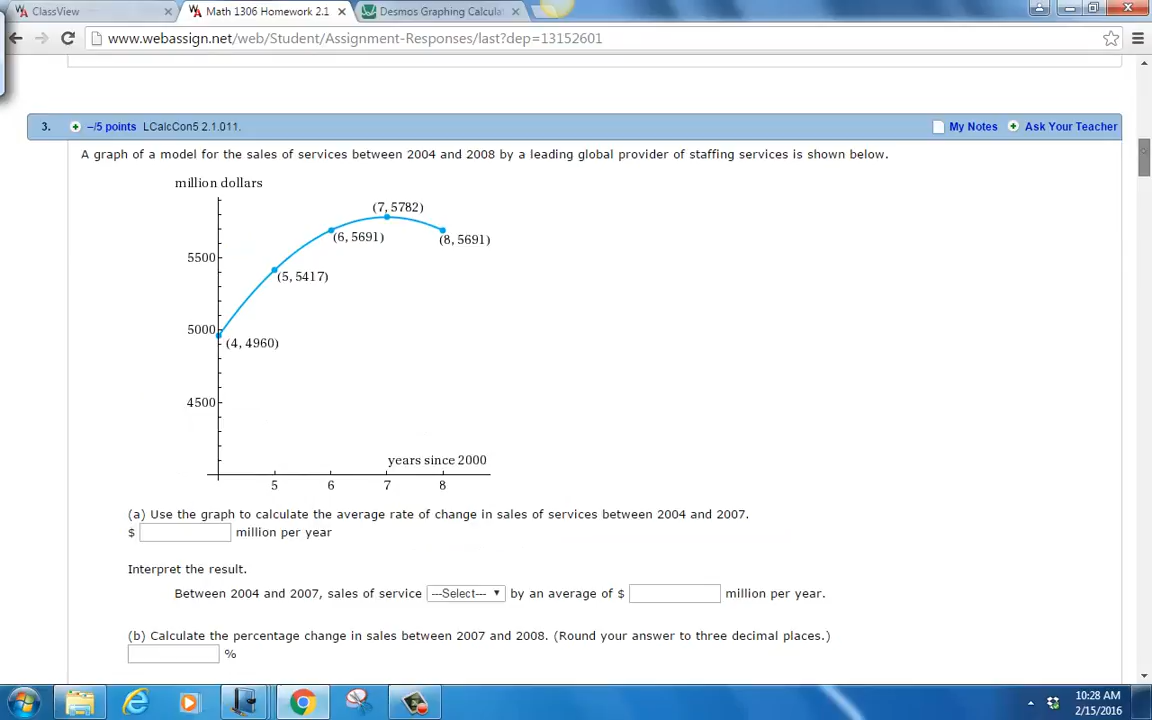 ClassView
Math 1306 Homework 2.1
Desmos Graphing Calcula
www.webassign.net/web/Student/Assignment-Responses/last?dep=13152601
3. –/5 points LCalcCon5 2.1.011. My Notes Ask Your Teacher
A graph of a model for the sales of services between 2004 and 2008 by a leading global provider of staffing services is shown below.
million dollars
(7, 5782)
(6, 5691)
(8, 5691)
5500
(5, 5417)
5000
(4, 4960)
4500
years since 2000
5 6 7 8
(a) Use the graph to calculate the average rate of change in sales of services between 2004 and 2007.
$ million per year
Interpret the result.
Between 2004 and 2007, sales of service ---Select--- by an average of $ million per year.
(b) Calculate the percentage change in sales between 2007 and 2008. (Round your answer to three decimal places.)
%
10:28 AM
2/15/2016